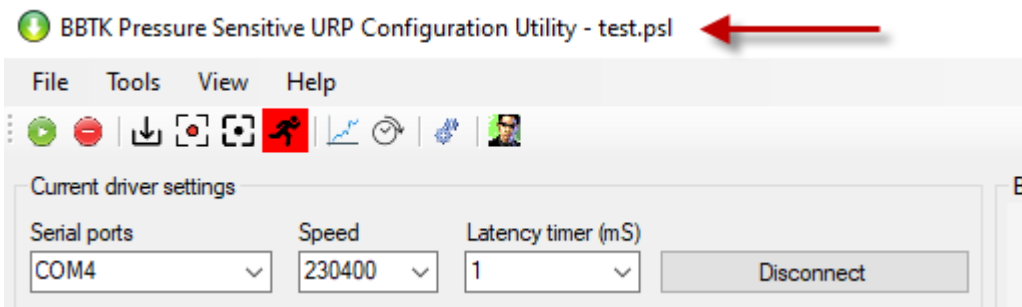 BBTK Pressure Sensitive URP Configuration Utility - test.psl
File Tools View Help
Current driver settings
Serial ports Speed Latency timer (mS)
COM4 230400 1 Disconnect